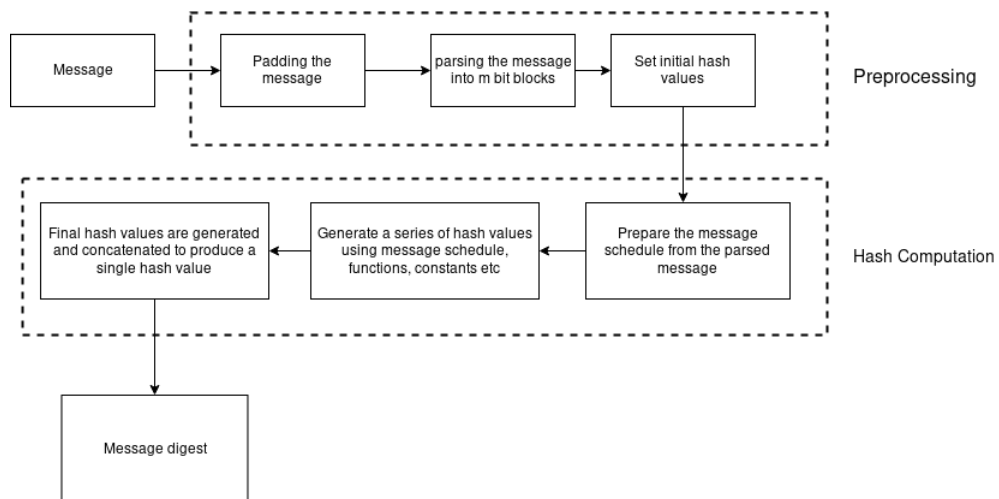 Message
Padding the
message
parsing the message
into m bit blocks
Set initial hash
values
Preprocessing
Final hash values are generated
and concatenated to produce a
single hash value
Generate a series of hash values
using message schedule,
functions, constants etc
Prepare the message
schedule from the parsed
message
Hash Computation
Message digest